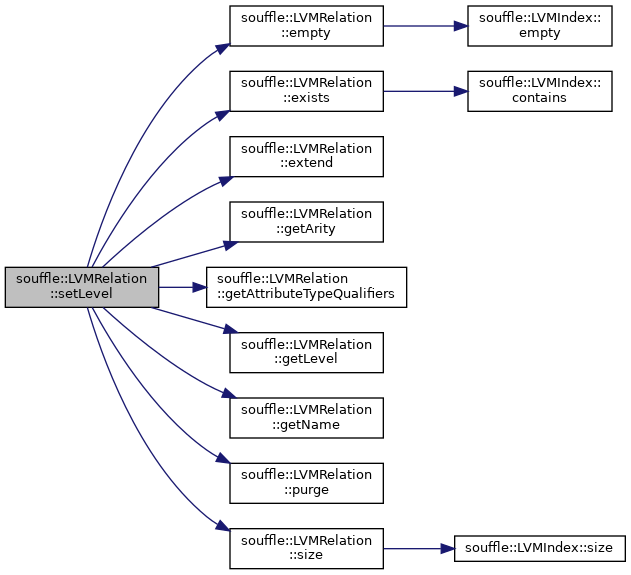 souffle::LVMRelation
::setLevel
souffle::LVMRelation
::empty
souffle::LVMIndex::
empty
souffle::LVMRelation
::exists
souffle::LVMIndex::
contains
souffle::LVMRelation
::extend
souffle::LVMRelation
::getArity
souffle::LVMRelation
::getAttributeTypeQualifiers
souffle::LVMRelation
::getLevel
souffle::LVMRelation
::getName
souffle::LVMRelation
::purge
souffle::LVMRelation
::size
souffle::LVMIndex::size